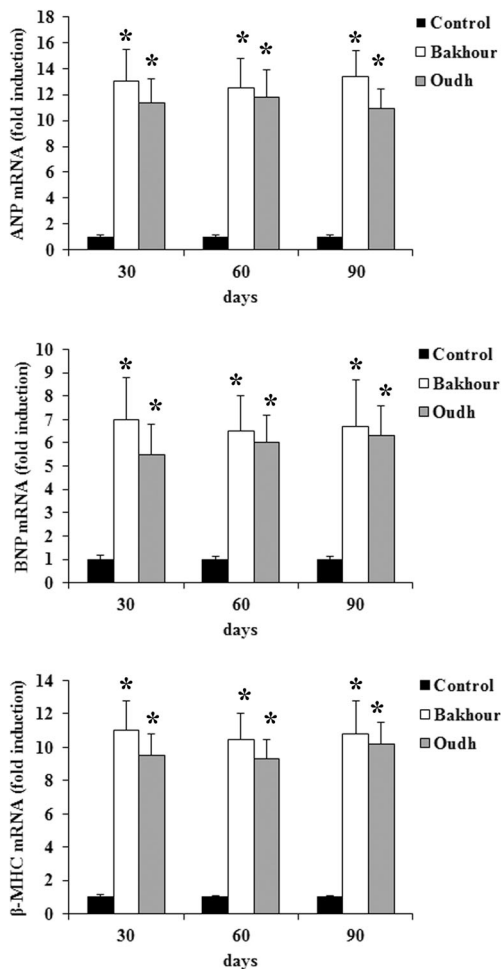 ANP mRNA (fold induction)
18
16
14
12
10
8
6
4
2
0
* * * * * *
30 60 90
days
Control
Bakhour
Oudh
BNP mRNA (fold induction)
10
9
8
7
6
5
4
3
2
1
0
* * * * * *
30 60 90
days
Control
Bakhour
Oudh
β-MHC mRNA (fold induction)
14
12
10
8
6
4
2
0
* * * * * *
30 60 90
days
Control
Bakhour
Oudh